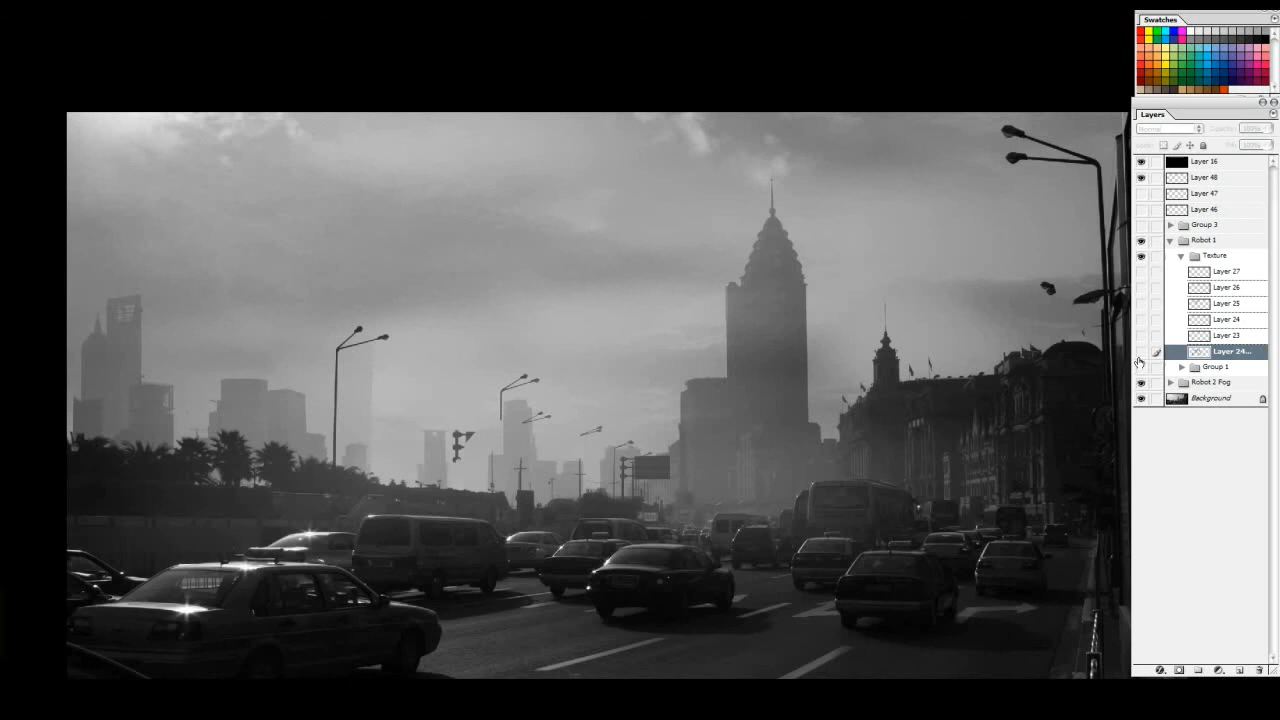 Swatches
Layers
Normal
Layer 16
Layer 48
Layer 47
Layer 46
Group 3
Robot 1
Texture
Layer 27
Layer 26
Layer 25
Layer 24
Layer 23
Layer 24...
Group 1
Robot 2 Fog
Background